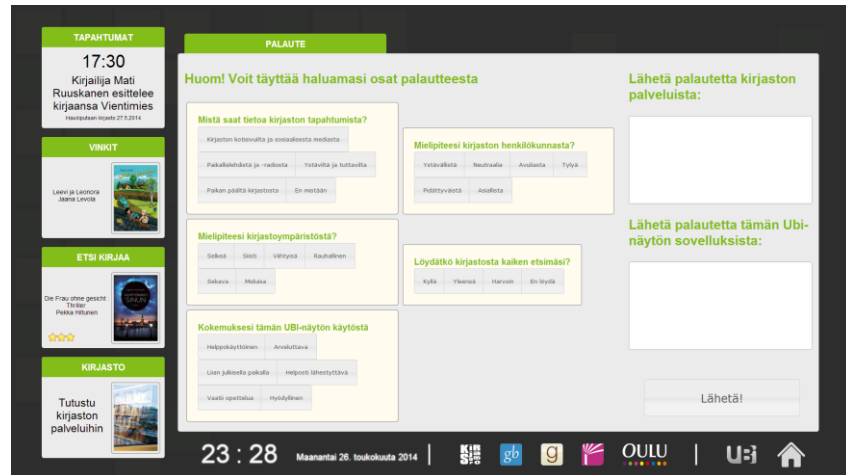 TAPAHTUMAT
17:30
Kirjailija Mati
Ruuskanen esittelee
kirjaansa Vientimies
Haukiputaan kirjasto 27.5.2014
VINKIT
Leevi ja Leonora
Jaana Levola
ETSI KIRJAA
Die Frau ohne gesicht
Thriller
Pekka Hiltunen
SINUN
KIRJASTO
Tutustu
kirjaston
palveluihin
PALAUTE
Huom! Voit täyttää haluamasi osat palautteesta
Mistä saat tietoa kirjaston tapahtumista?
Kirjaston kotisivuilta ja sosiaalisesta mediasta
Paikallislehdistä ja -radiosta Ystäviltä ja tuttavilta
Paikan päältä kirjastosta En mistään
Mielipiteesi kirjaston henkilökunnasta?
Ystävällistä Neutraalia Avuliasta Tylyä
Pidättyväistä Asiallista
Mielipiteesi kirjastoympäristöstä?
Selkeä Siisti Viihtyisä Rauhallinen
Sekava Meluisa
Löydätkö kirjastosta kaiken etsimäsi?
Kyllä Yleensä Harvoin En löydä
Kokemuksesi tämän UBI-näytön käytöstä
Helppokäyttöinen Arveluttava
Liian julkisella paikalla Helposti lähestyttävä
Vaatii opettelua Hyödyllinen
Lähetä palautetta kirjaston
palveluista:
Lähetä palautetta tämän Ubi-
näytön sovelluksista:
Lähetä!
23 : 28 Maanantai 26. toukokuuta 2014
gb
g
OULU